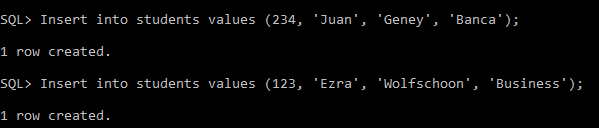 SQL> Insert into students values (234, 'Juan', 'Geney', 'Banca');
1 row created.
SQL> Insert into students values (123, 'Ezra', 'Wolfschoon', 'Business');
1 row created.